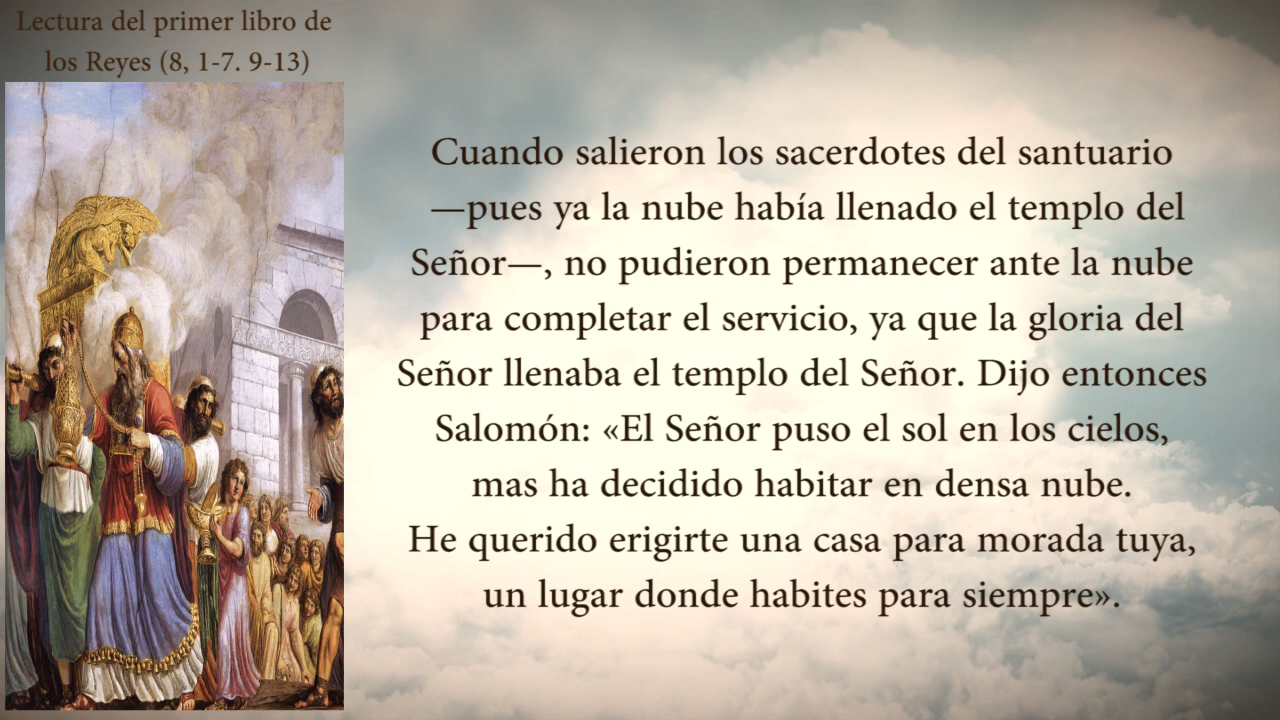 Lectura del primer libro de
los Reyes (8, 1-7. 9-13)
Cuando salieron los sacerdotes del santuario
—pues ya la nube había llenado el templo del
Señor—, no pudieron permanecer ante la nube
para completar el servicio, ya que la gloria del
Señor llenaba el templo del Señor. Dijo entonces
Salomón: «El Señor puso el sol en los cielos,
mas ha decidido habitar en densa nube.
He querido erigirte una casa para morada tuya,
un lugar donde habites para siempre».